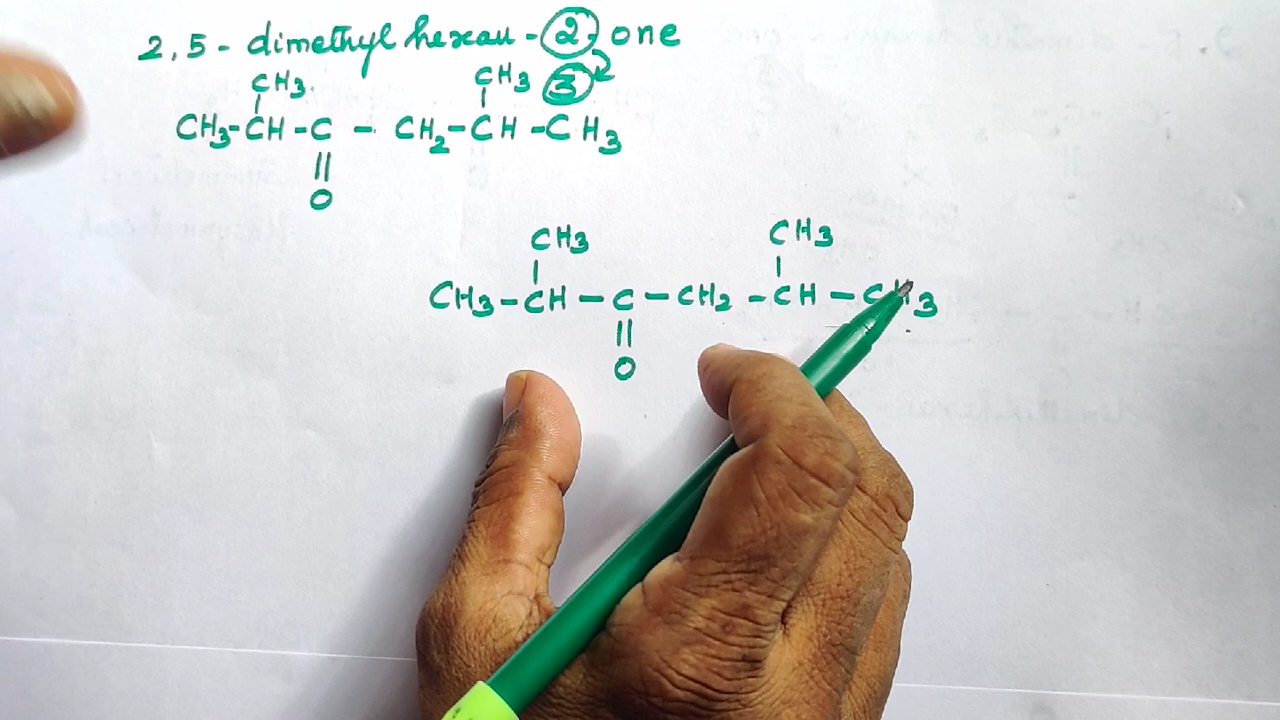 2,5 - dimethyl hexan - 2, one
CH3 CH3 3
CH3-CH-C - CH2-CH-CH3
||
O
CH3 CH3
CH3-CH-C-CH2-CH-CH3
||
O